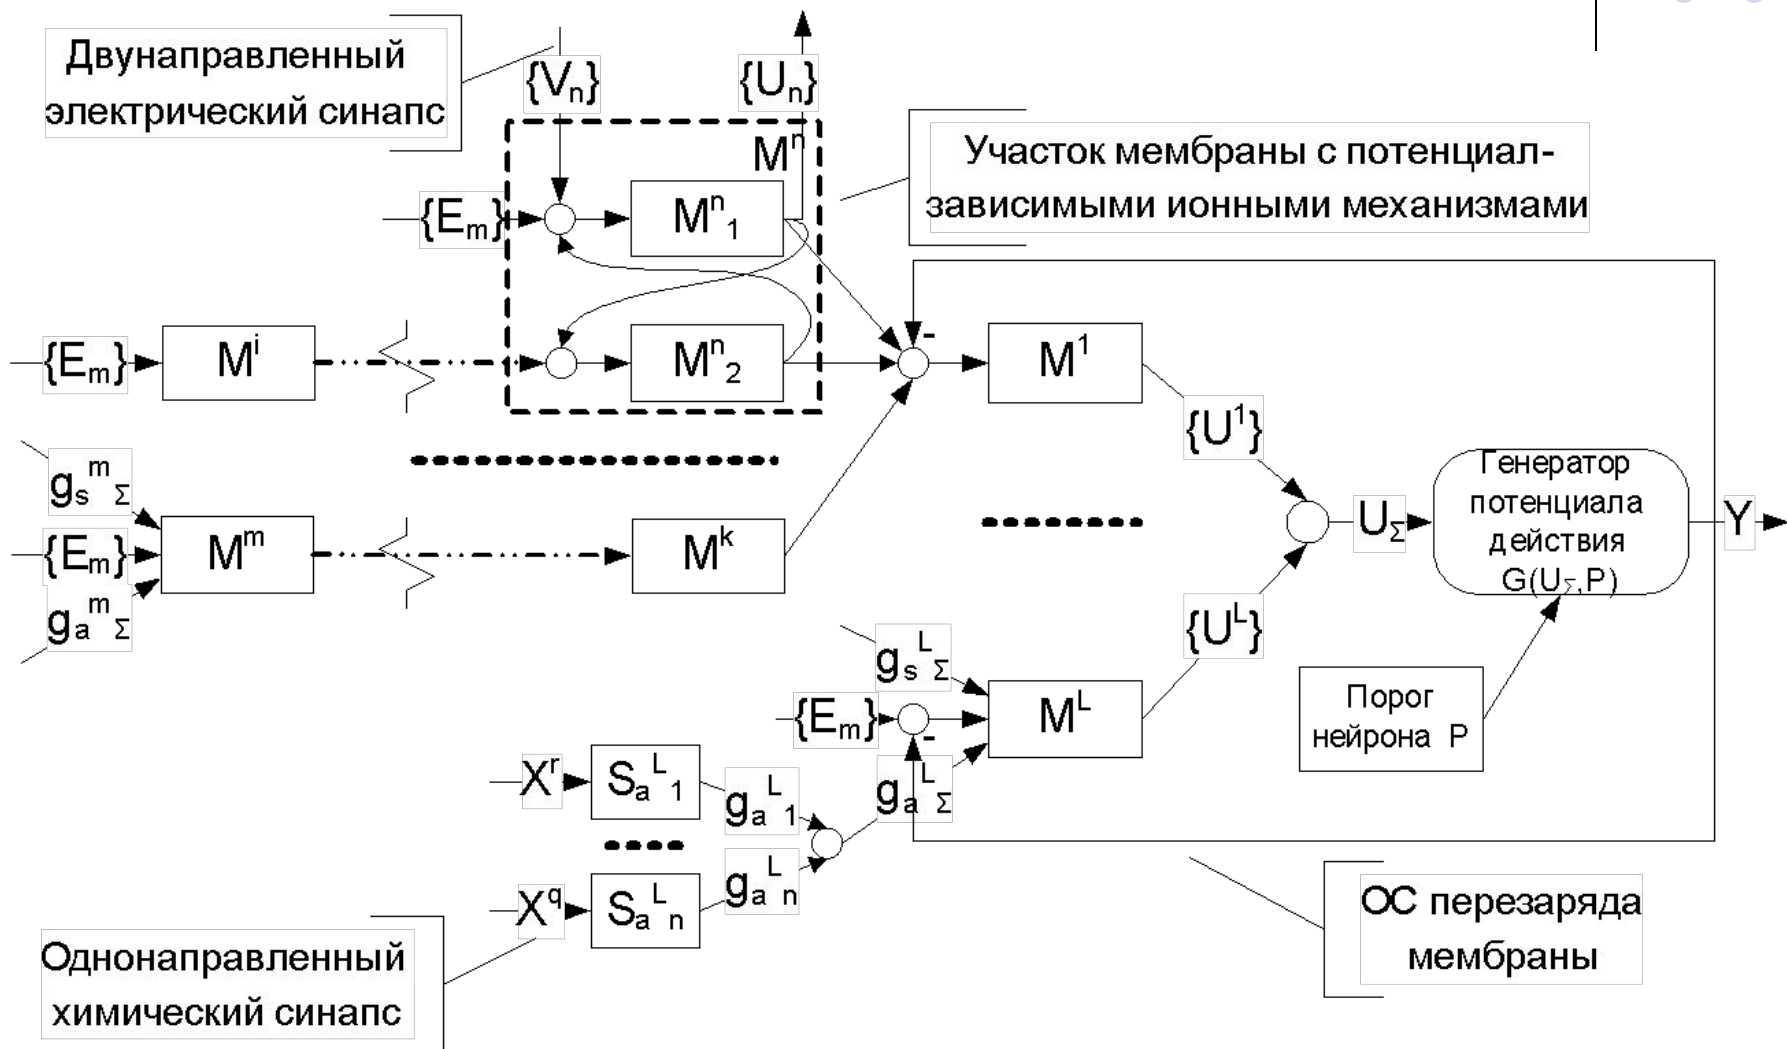 Двунаправленный
электрический синапс
{Vn}
{Un}
Mn
Участок мембраны с потенциал-
зависимыми ионными механизмами
{Em}
Mn1
{Em}
Mi
Mn2
-
M1
{U1}
gsmΣ
{Em}
gamΣ
Mm
Mk
UΣ
Генератор
потенциала
действия
G(UΣ,P)
Y
{UL}
gsLΣ
{Em}
-
ML
gaLΣ
Порог
нейрона P
Xr
SaL1
gaL1
Xq
SaLn
gaLn
ОС перезаряда
мембраны
Однонаправленный
химический синапс